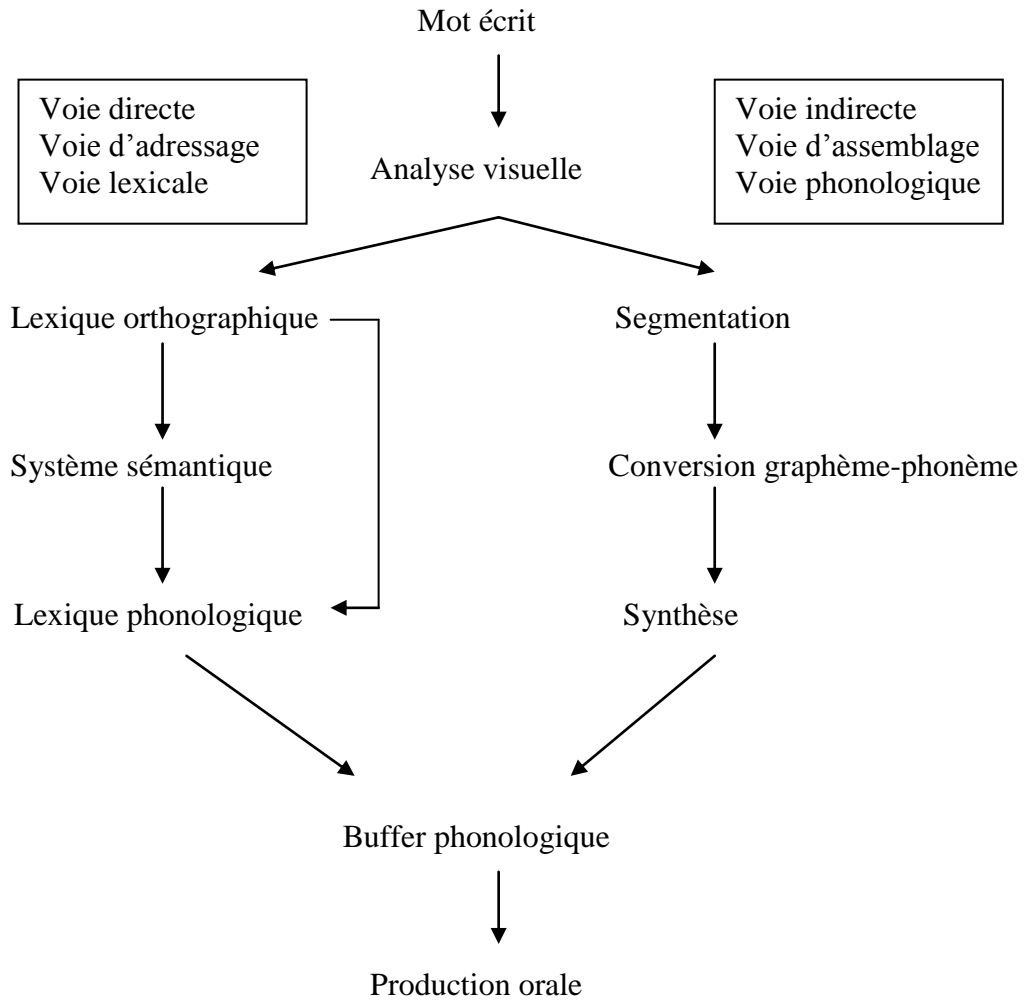 Mot écrit
Voie directe
Voie d'adressage
Voie lexicale
Voie indirecte
Voie d'assemblage
Voie phonologique
Analyse visuelle
Lexique orthographique
Segmentation
Système sémantique
Conversion graphème-phonème
Lexique phonologique
Synthèse
Buffer phonologique
Production orale